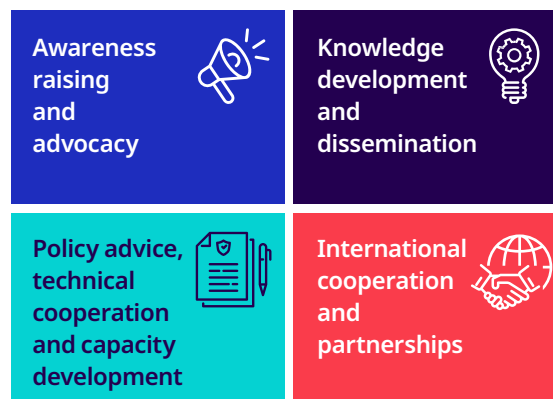 Awareness
raising
and
advocacy
Knowledge
development
and
dissemination
Policy advice,
technical
cooperation
and capacity
development
International
cooperation
and
partnerships